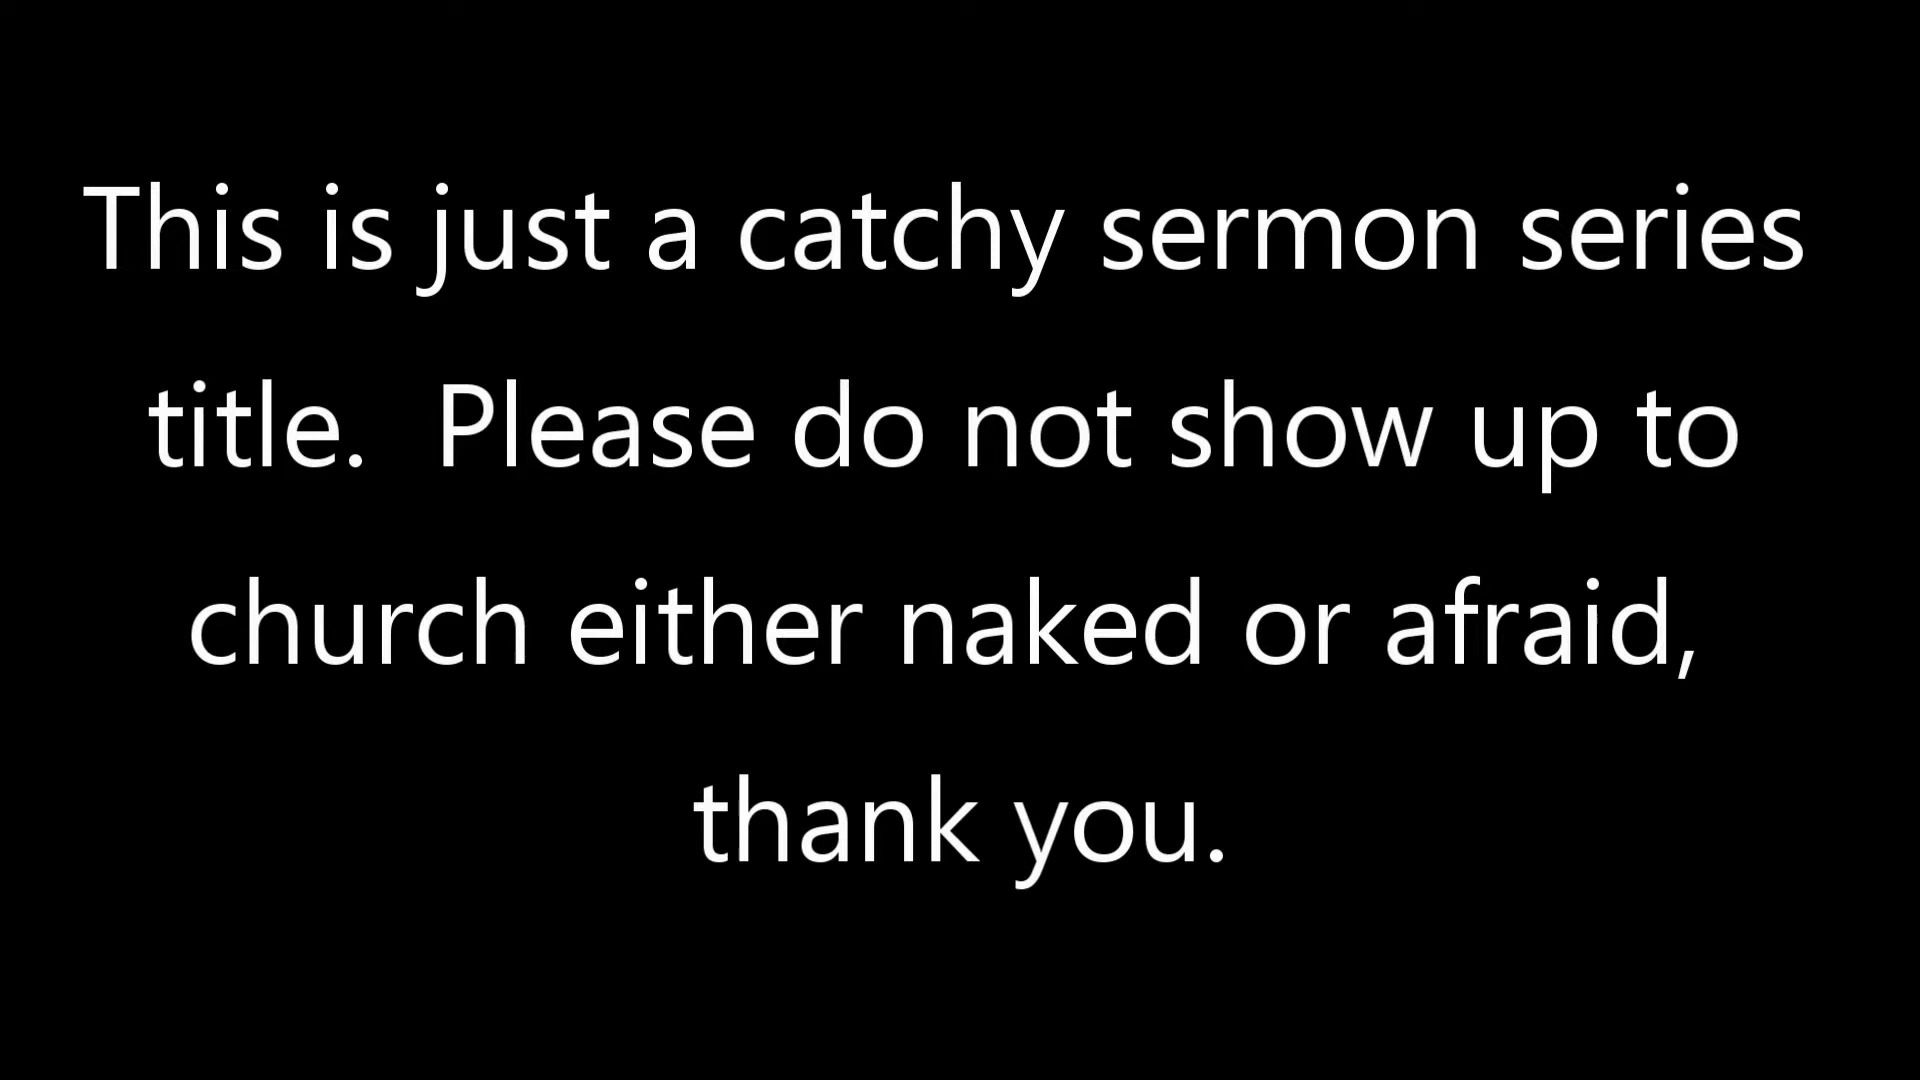 This is just a catchy sermon series
title.  Please do not show up to
church either naked or afraid,
thank you.